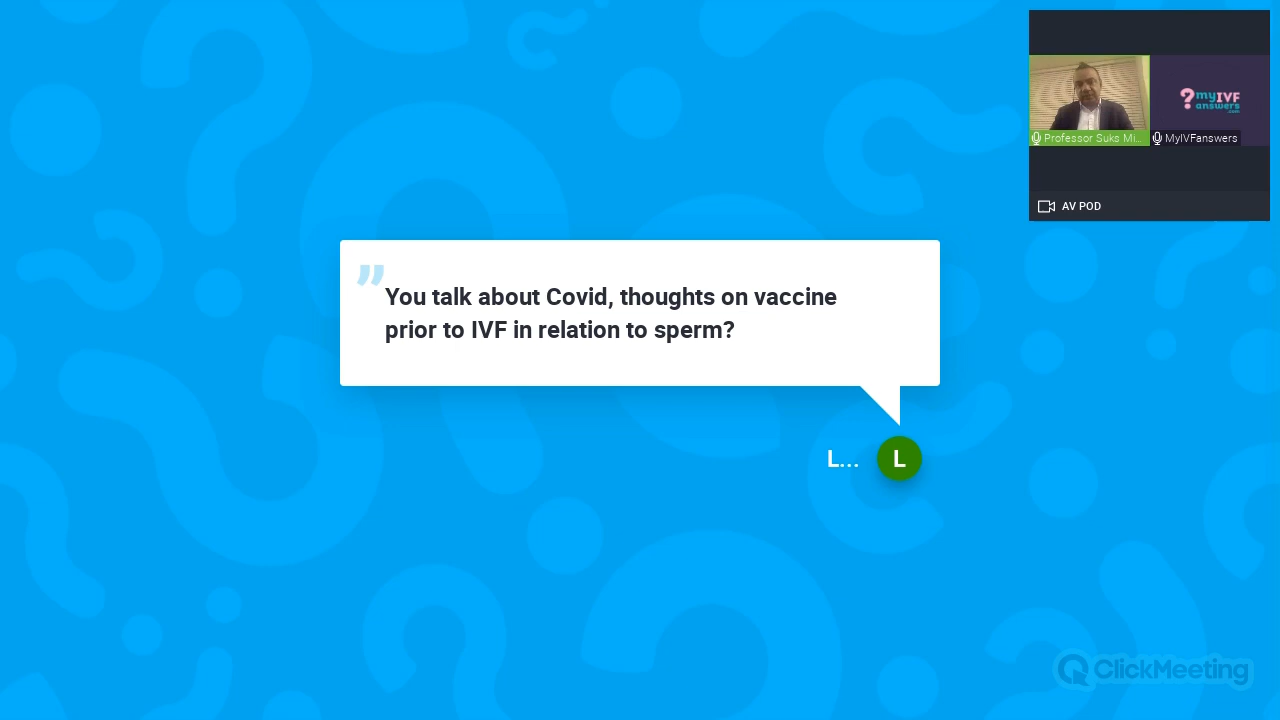 ?myIVF
answers
.com
Professor Suks Mi...
MyIVFanswers
AV POD
You talk about Covid, thoughts on vaccine
prior to IVF in relation to sperm?
L...
L
ClickMeeting